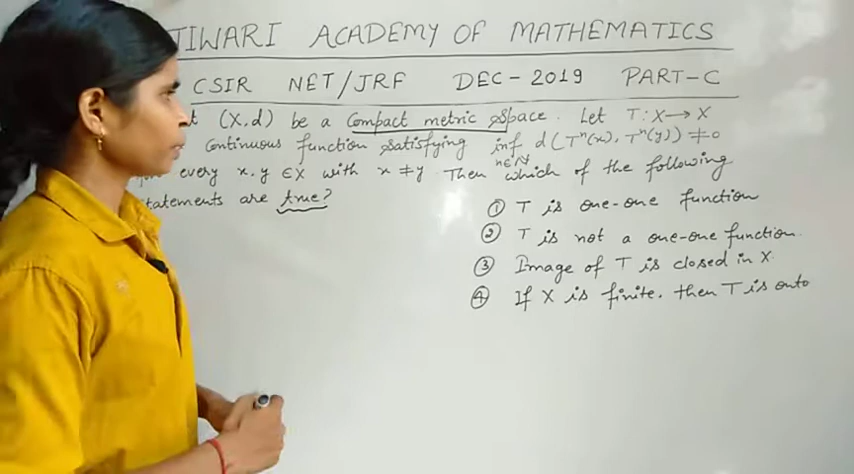 TIWARI ACADEMY OF MATHEMATICS
CSIR NET/JRF DEC-2019 PART-C
(X,d) be a Compact metric space. Let T: X→X
Continuous function satisfying inf d(Tⁿ(x), Tⁿ(y)) ≠0
n∈N
every x,y ∈X with x≠y Then which of the following
statements are true?
① T is one-one function
② T is not a one-one function.
③ Image of T is closed in X.
④ If X is finite, then T is onto